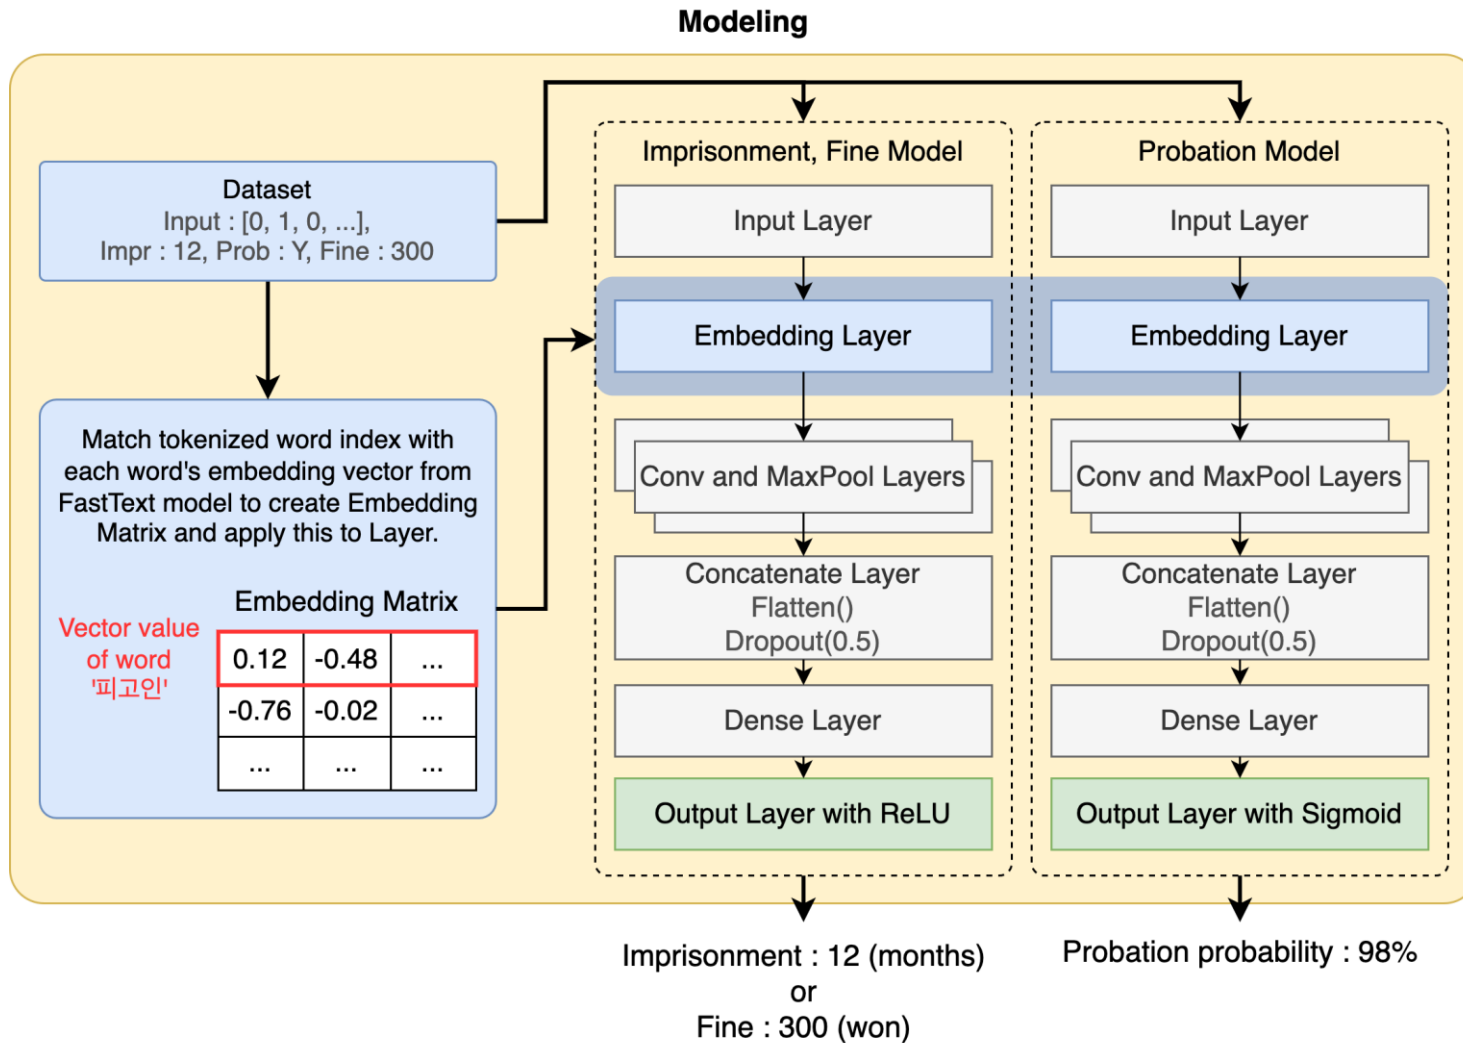 Modeling
Dataset
Input : [0, 1, 0, ...],
Impr : 12, Prob : Y, Fine : 300
Match tokenized word index with
each word's embedding vector from
FastText model to create Embedding
Matrix and apply this to Layer.
Embedding Matrix
Vector value
of word
'피고인'
0.12 -0.48 ...
-0.76 -0.02 ...
... ... ...
Imprisonment, Fine Model
Input Layer
Embedding Layer
Conv and MaxPool Layers
Concatenate Layer
Flatten()
Dropout(0.5)
Dense Layer
Output Layer with ReLU
Imprisonment : 12 (months)
or
Fine : 300 (won)
Probation Model
Input Layer
Embedding Layer
Conv and MaxPool Layers
Concatenate Layer
Flatten()
Dropout(0.5)
Dense Layer
Output Layer with Sigmoid
Probation probability : 98%